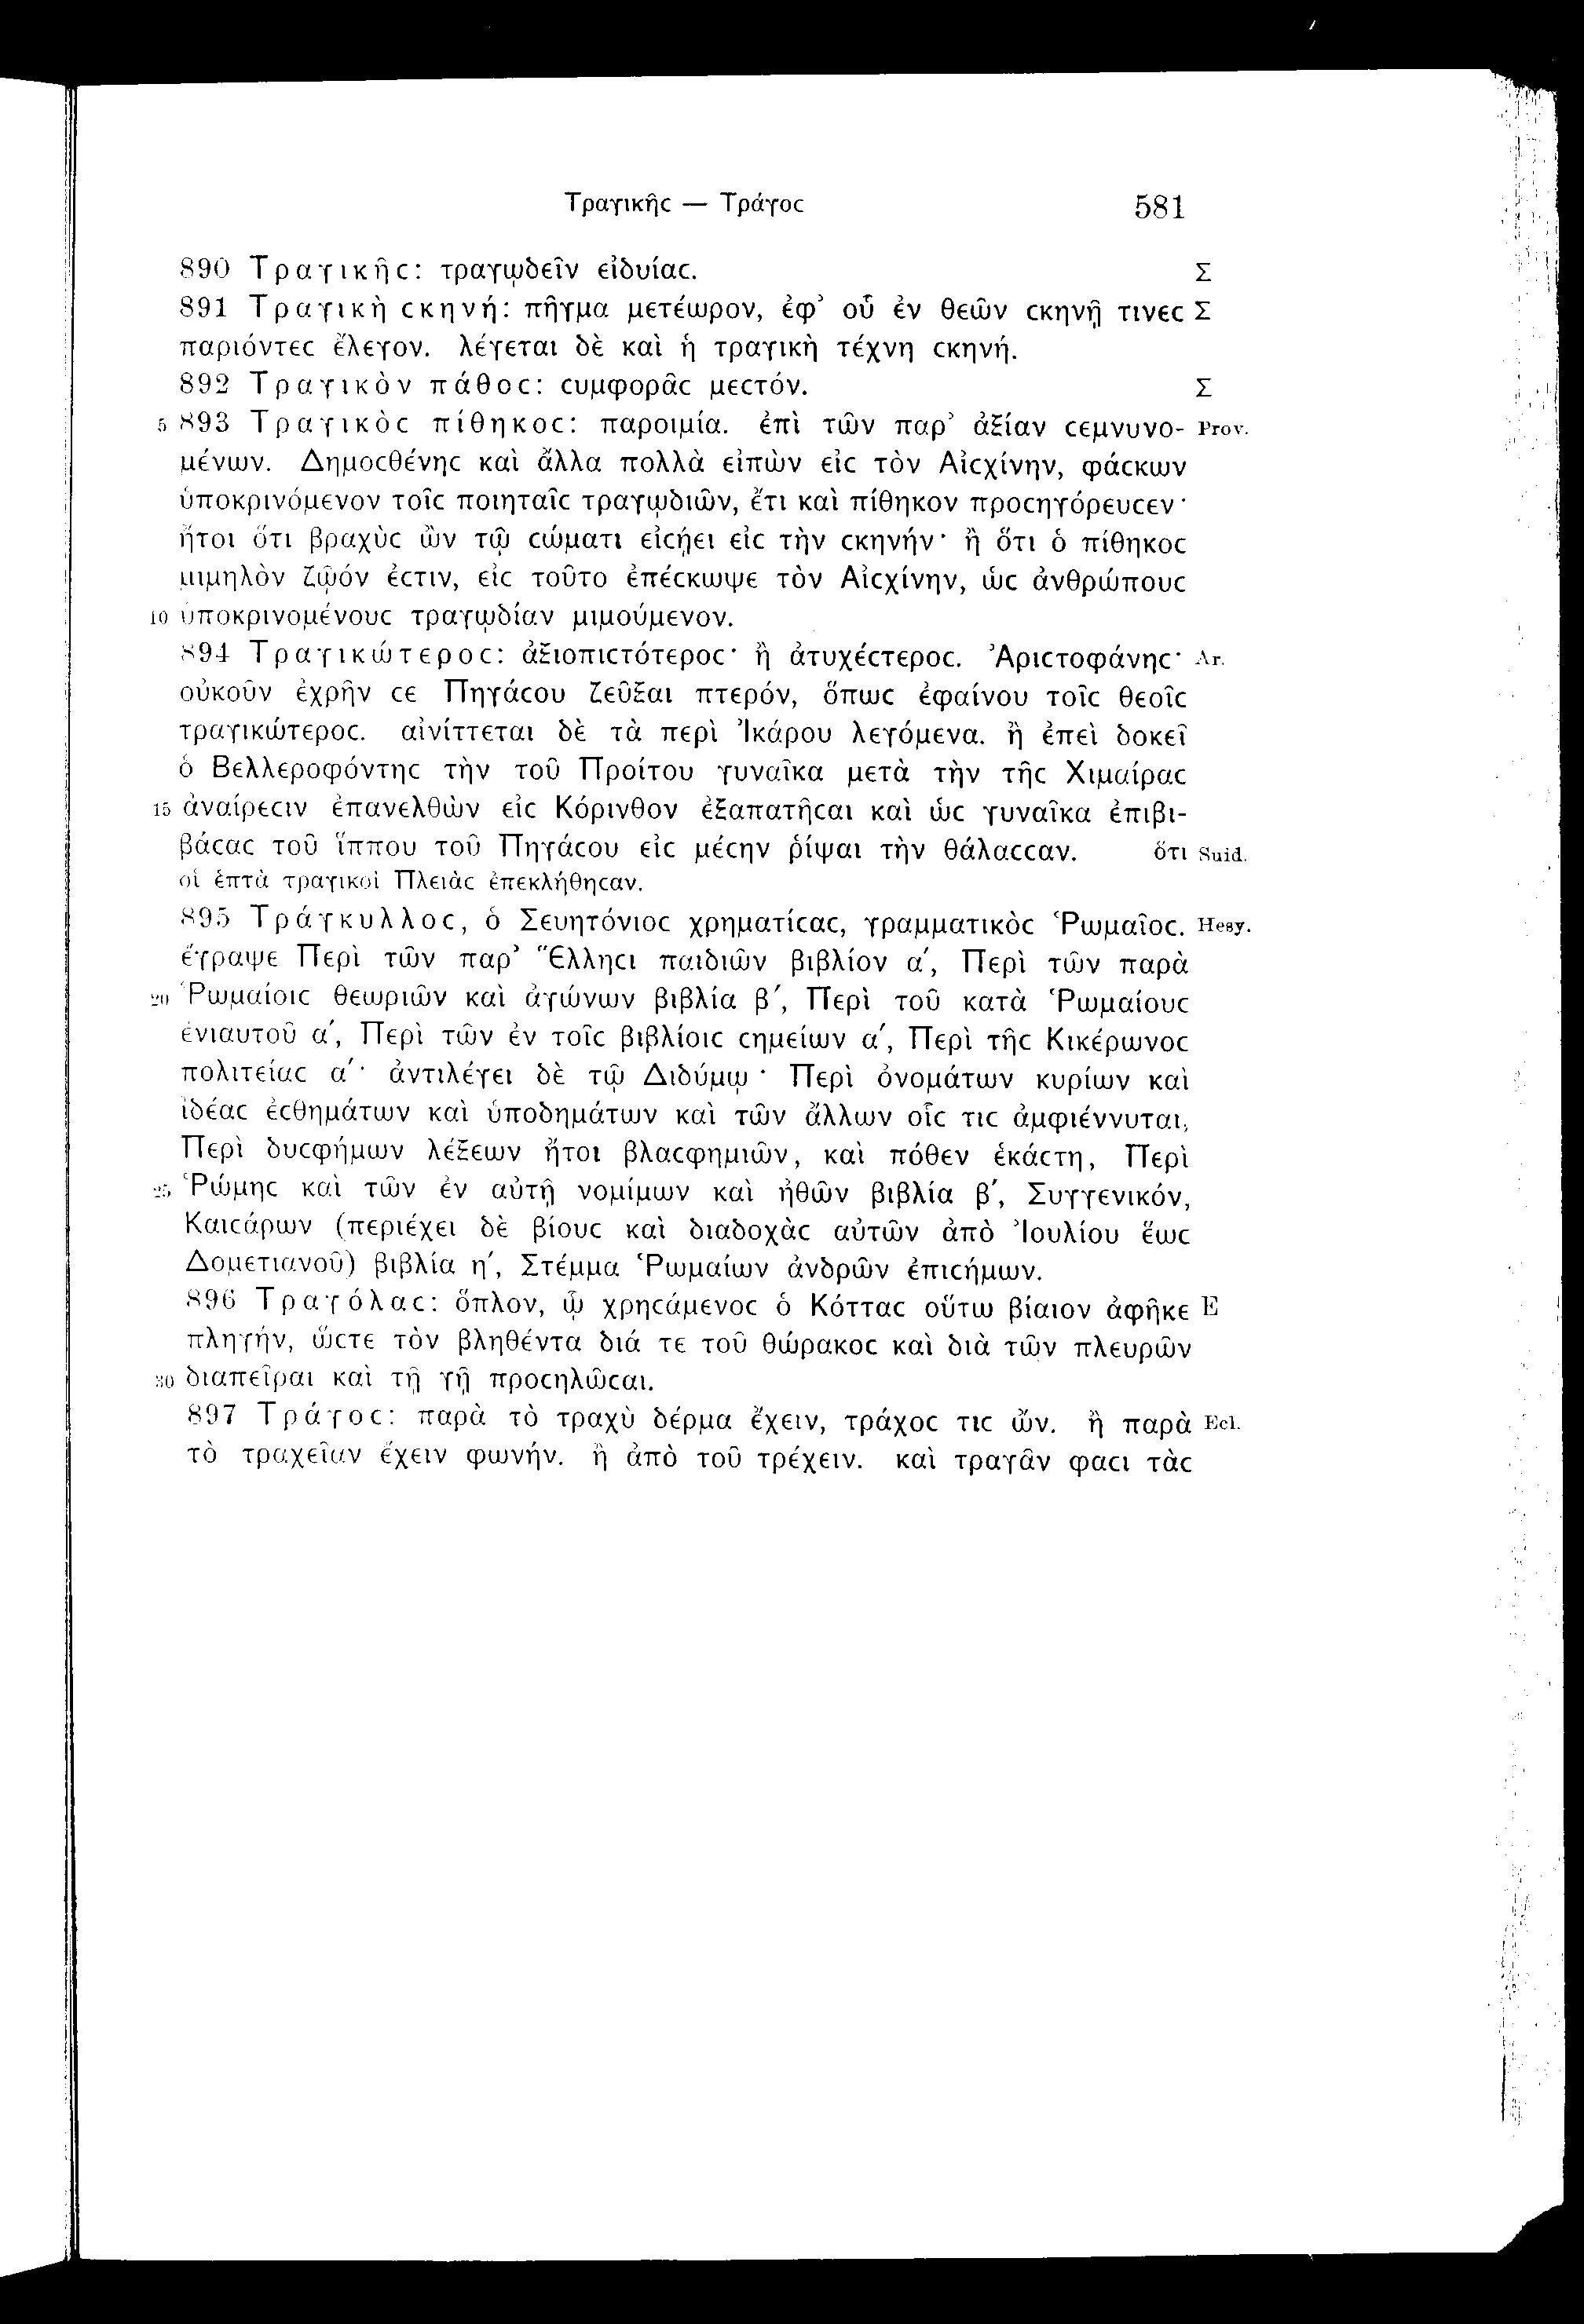 Τραγικῆϲ — Τράγοϲ 581
890 Τραγικῆϲ: τραγῳδεῖν εἰδυίαϲ. Σ
891 Τραγικὴ ϲκηνή: πῆγμα μετέωρον, ἐφ’ οὗ ἐν θεῶν ϲκηνῇ τινεϲ Σ
παριόντεϲ ἔλεγον. λέγεται δὲ καὶ ἡ τραγικὴ τέχνη ϲκηνή.
892 Τραγικὸν πάθοϲ: ϲυμφορᾶϲ μεϲτόν. Σ
5 893 Τραγικὸϲ πίθηκοϲ: παροιμία. ἐπὶ τῶν παρ’ ἀξίαν ϲεμνυνο- Prov.
μένων. Δημοϲθένηϲ καὶ ἄλλα πολλὰ εἰπὼν εἰϲ τὸν Αἰϲχίνην, φάϲκων
ὑποκρινόμενον τοῖϲ ποιηταῖϲ τραγῳδιῶν, ἔτι καὶ πίθηκον προϲηγόρευϲεν·
ἤτοι ὅτι βραχὺϲ ὢν τῷ ϲώματι εἰϲῄει εἰϲ τὴν ϲκηνήν· ἢ ὅτι ὁ πίθηκοϲ
μιμηλὸν ζῷόν ἐϲτιν, εἰϲ τοῦτο ἐπέϲκωψε τὸν Αἰϲχίνην, ὡϲ ἀνθρώπουϲ
10 ὑποκρινομένουϲ τραγῳδίαν μιμούμενον.
894 Τραγικώτεροϲ: ἀξιοπιϲτότεροϲ· ἢ ἀτυχέϲτεροϲ. Ἀριϲτοφάνηϲ· Ar.
οὐκοῦν ἐχρῆν ϲε Πηγάϲου ζεῦξαι πτερόν, ὅπωϲ ἐφαίνου τοῖϲ θεοῖϲ
τραγικώτεροϲ. αἰνίττεται δὲ τὰ περὶ Ἰκάρου λεγόμενα. ἢ ἐπεὶ δοκεῖ
ὁ Βελλεροφόντηϲ τὴν τοῦ Προίτου γυναῖκα μετὰ τὴν τῆϲ Χιμαίραϲ
15 ἀναίρεϲιν ἐπανελθὼν εἰϲ Κόρινθον ἐξαπατῆϲαι καὶ ὡϲ γυναῖκα ἐπιβι-
βάϲαϲ τοῦ ἵππου τοῦ Πηγάϲου εἰϲ μέϲην ῥίψαι τὴν θάλαϲϲαν. ὅτι Suid.
οἱ ἑπτὰ τραγικοὶ Πλειὰϲ ἐπεκλήθηϲαν.
895 Τράγκυλλοϲ, ὁ Σευητόνιοϲ χρηματίϲαϲ, γραμματικὸϲ Ῥωμαῖοϲ. Hesy.
ἔγραψε Περὶ τῶν παρ’ Ἕλληϲι παιδιῶν βιβλίον α’, Περὶ τῶν παρὰ
20 Ῥωμαίοιϲ θεωριῶν καὶ ἀγώνων βιβλία β’, Περὶ τοῦ κατὰ Ῥωμαίουϲ
ἐνιαυτοῦ α’, Περὶ τῶν ἐν τοῖϲ βιβλίοιϲ ϲημείων α’, Περὶ τῆϲ Κικέρωνοϲ
πολιτείαϲ α’· ἀντιλέγει δὲ τῷ Διδύμῳ· Περὶ ὀνομάτων κυρίων καὶ
ἰδέαϲ ἐϲθημάτων καὶ ὑποδημάτων καὶ τῶν ἄλλων οἷϲ τιϲ ἀμφιέννυται,
Περὶ δυϲφήμων λέξεων ἤτοι βλαϲφημιῶν, καὶ πόθεν ἑκάϲτη, Περὶ
25 Ῥώμηϲ καὶ τῶν ἐν αὐτῇ νομίμων καὶ ἠθῶν βιβλία β’, Συγγενικόν,
Καιϲάρων (περιέχει δὲ βίουϲ καὶ διαδοχὰϲ αὐτῶν ἀπὸ Ἰουλίου ἕωϲ
Δομετιανοῦ) βιβλία η’, Στέμμα Ῥωμαίων ἀνδρῶν ἐπιϲήμων.
896 Τραγόλαϲ: ὅπλον, ᾧ χρηϲάμενοϲ ὁ Κότταϲ οὕτω βίαιον ἀφῆκε E
πληγήν, ὥϲτε τὸν βληθέντα διά τε τοῦ θώρακοϲ καὶ διὰ τῶν πλευρῶν
30 διαπεῖραι καὶ τῇ γῇ προϲηλῶϲαι.
897 Τράγοϲ: παρὰ τὸ τραχὺ δέρμα ἔχειν, τράχοϲ τιϲ ὤν. ἢ παρὰ Ecl.
τὸ τραχεῖαν ἔχειν φωνήν. ἢ ἀπὸ τοῦ τρέχειν. καὶ τραγᾶν φαϲι τὰϲ